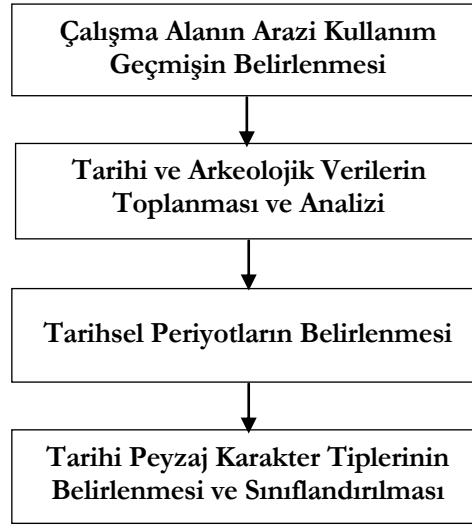 Çalışma Alanın Arazi Kullanım
Geçmişin Belirlenmesi
Tarihi ve Arkeolojik Verilerin
Toplanması ve Analizi
Tarihsel Periyotların Belirlenmesi
Tarihi Peyzaj Karakter Tiplerinin
Belirlenmesi ve Sınıflandırılması